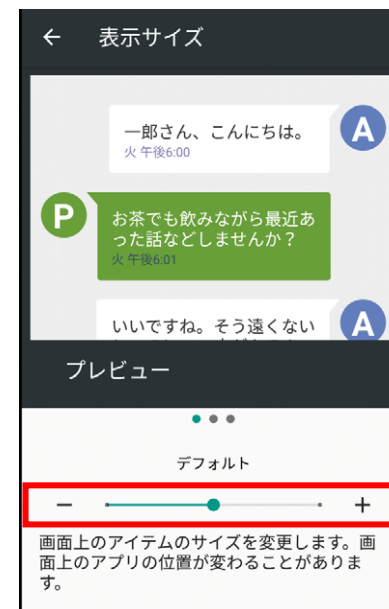 ← 表示サイズ
一郎さん、こんにちは。
火 午後6:00
A
P
お茶でも飲みながら最近あ
った話などしませんか？
火 午後6:01
いいですね。そう遠くない
A
プレビュー
デフォルト
− +
画面上のアイテムのサイズを変更します。画
面上のアプリの位置が変わることがありま
す。